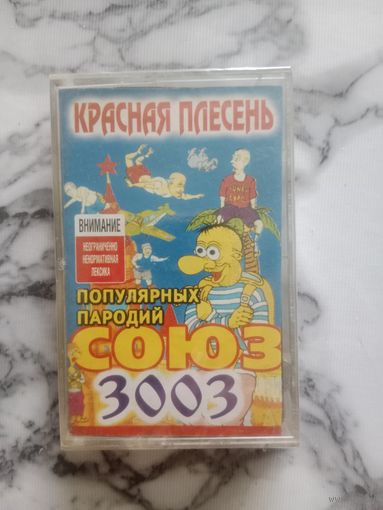 КРАСНАЯ ПЛЕСЕНЬ
ВНИМАНИЕ
НЕОГРАНИЧЕННО
НЕНОРМАТИВНАЯ
ЛЕКСИКА
ПОПУЛЯРНЫХ
ПАРОДИЙ
СОЮЗ
3003